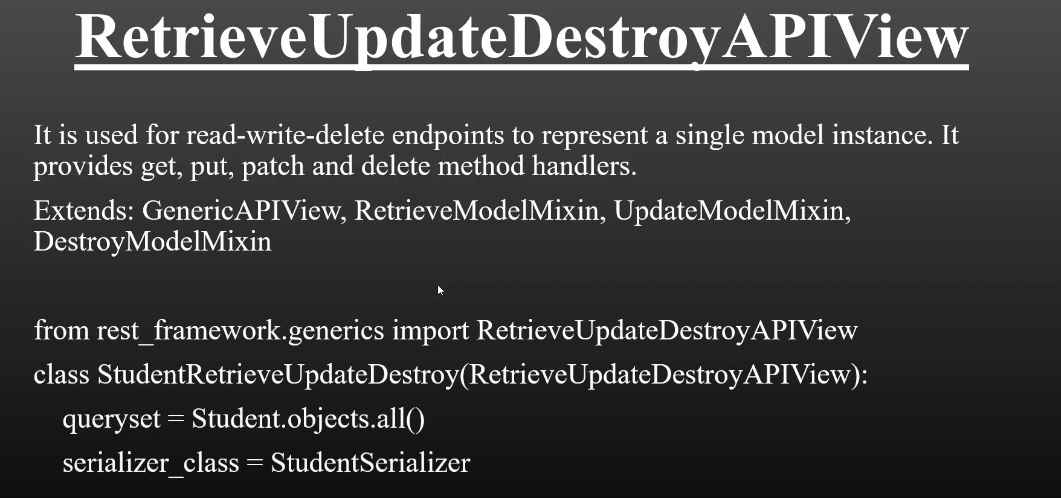 RetrieveUpdateDestroyAPIView
It is used for read-write-delete endpoints to represent a single model instance. It
provides get, put, patch and delete method handlers.
Extends: GenericAPIView, RetrieveModelMixin, UpdateModelMixin,
DestroyModelMixin
from rest_framework.generics import RetrieveUpdateDestroyAPIView
class StudentRetrieveUpdateDestroy(RetrieveUpdateDestroyAPIView):
queryset = Student.objects.all()
serializer_class = StudentSerializer